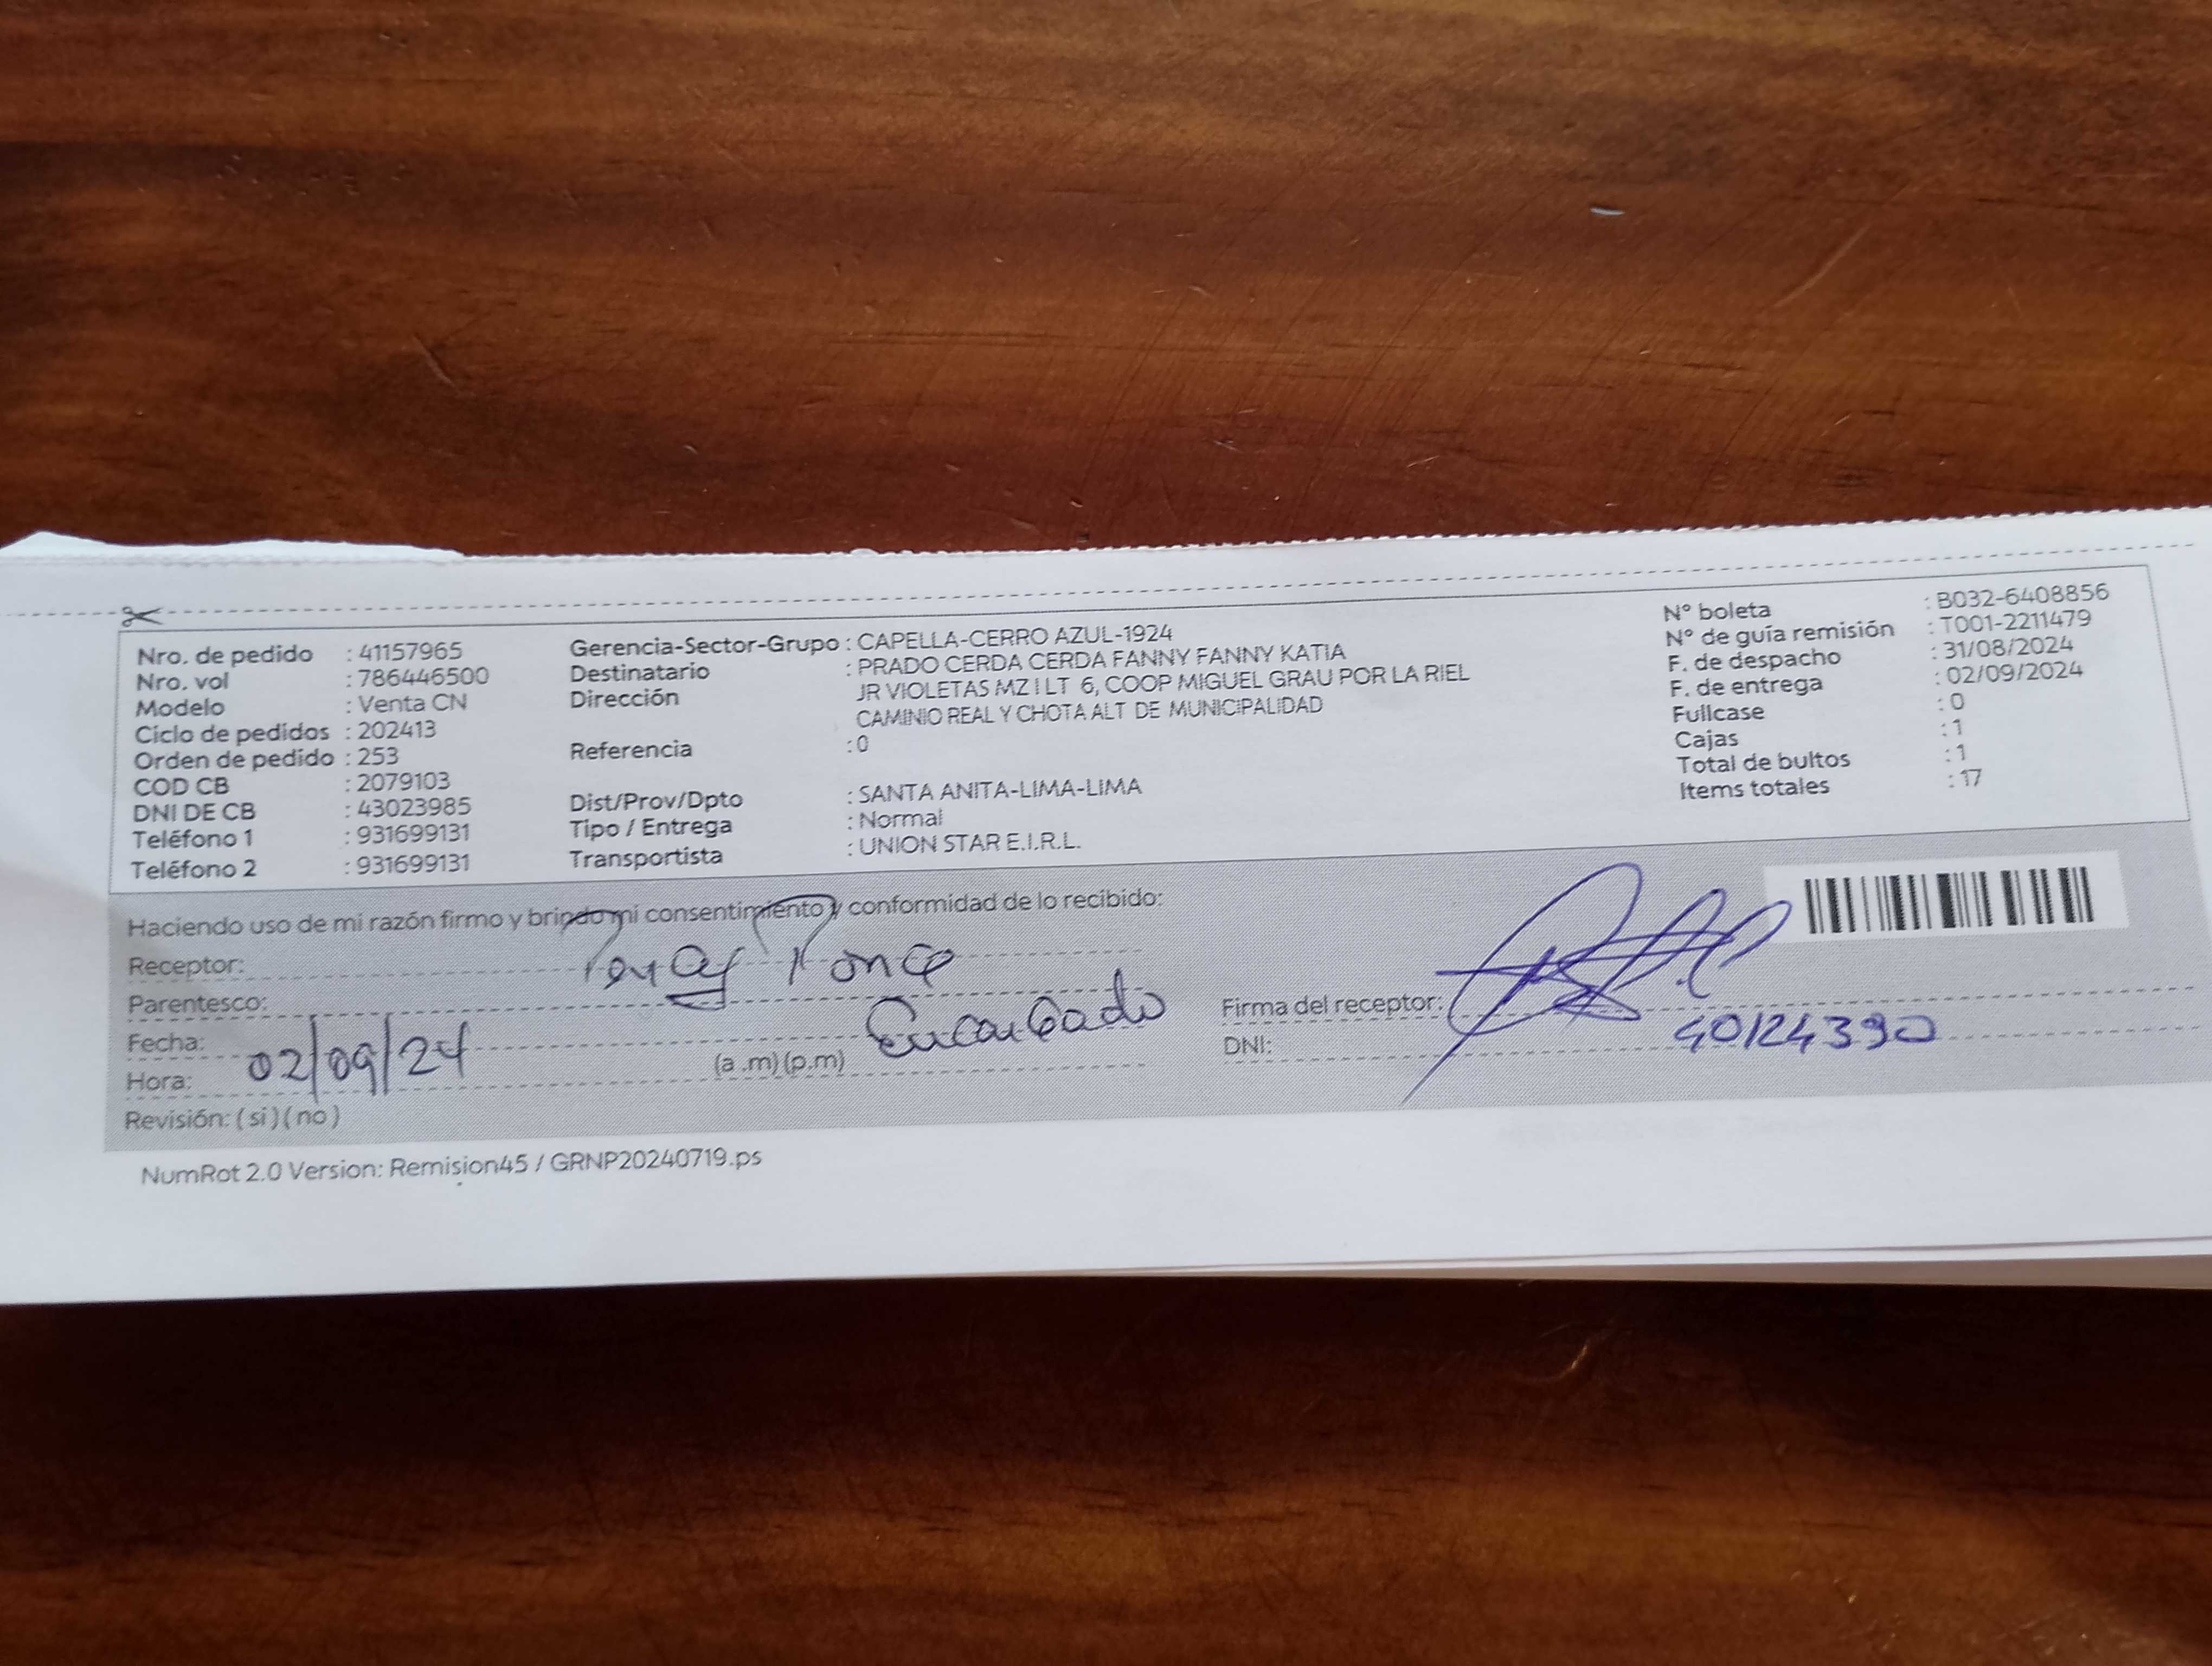 Nro. de pedido : 41157965
Nro. vol : 786446500
Modelo : Venta CN
Ciclo de pedidos : 202413
Orden de pedido : 253
COD CB : 2079103
DNI DE CB : 43023985
Teléfono 1 : 931699131
Teléfono 2 : 931699131
Gerencia-Sector-Grupo : CAPELLA-CERRO AZUL-1924
Destinatario : PRADO CERDA CERDA FANNY FANNY KATIA
Dirección JR VIOLETAS MZ I LT 6, COOP MIGUEL GRAU POR LA RIEL
CAMINIO REAL Y CHOTA ALT DE MUNICIPALIDAD
Referencia : 0
Dist/Prov/Dpto : SANTA ANITA-LIMA-LIMA
Tipo / Entrega : Normal
Transportista : UNION STAR E.I.R.L.
N° boleta : B032-6408856
N° de guía remisión : T001-2211479
F. de despacho : 31/08/2024
F. de entrega : 02/09/2024
Fullcase : 0
Cajas : 1
Total de bultos : 1
Items totales : 17
Haciendo uso de mi razón firmo y brindo mi consentimiento y conformidad de lo recibido:
Receptor: Ponce
Parentesco: Encargado
Fecha: 02/09/24
Hora: (a .m) (p.m)
Revisión: ( si ) ( no )
Firma del receptor:
DNI: 40124390
NumRot 2.0 Version: Remision45 / GRNP20240719.ps